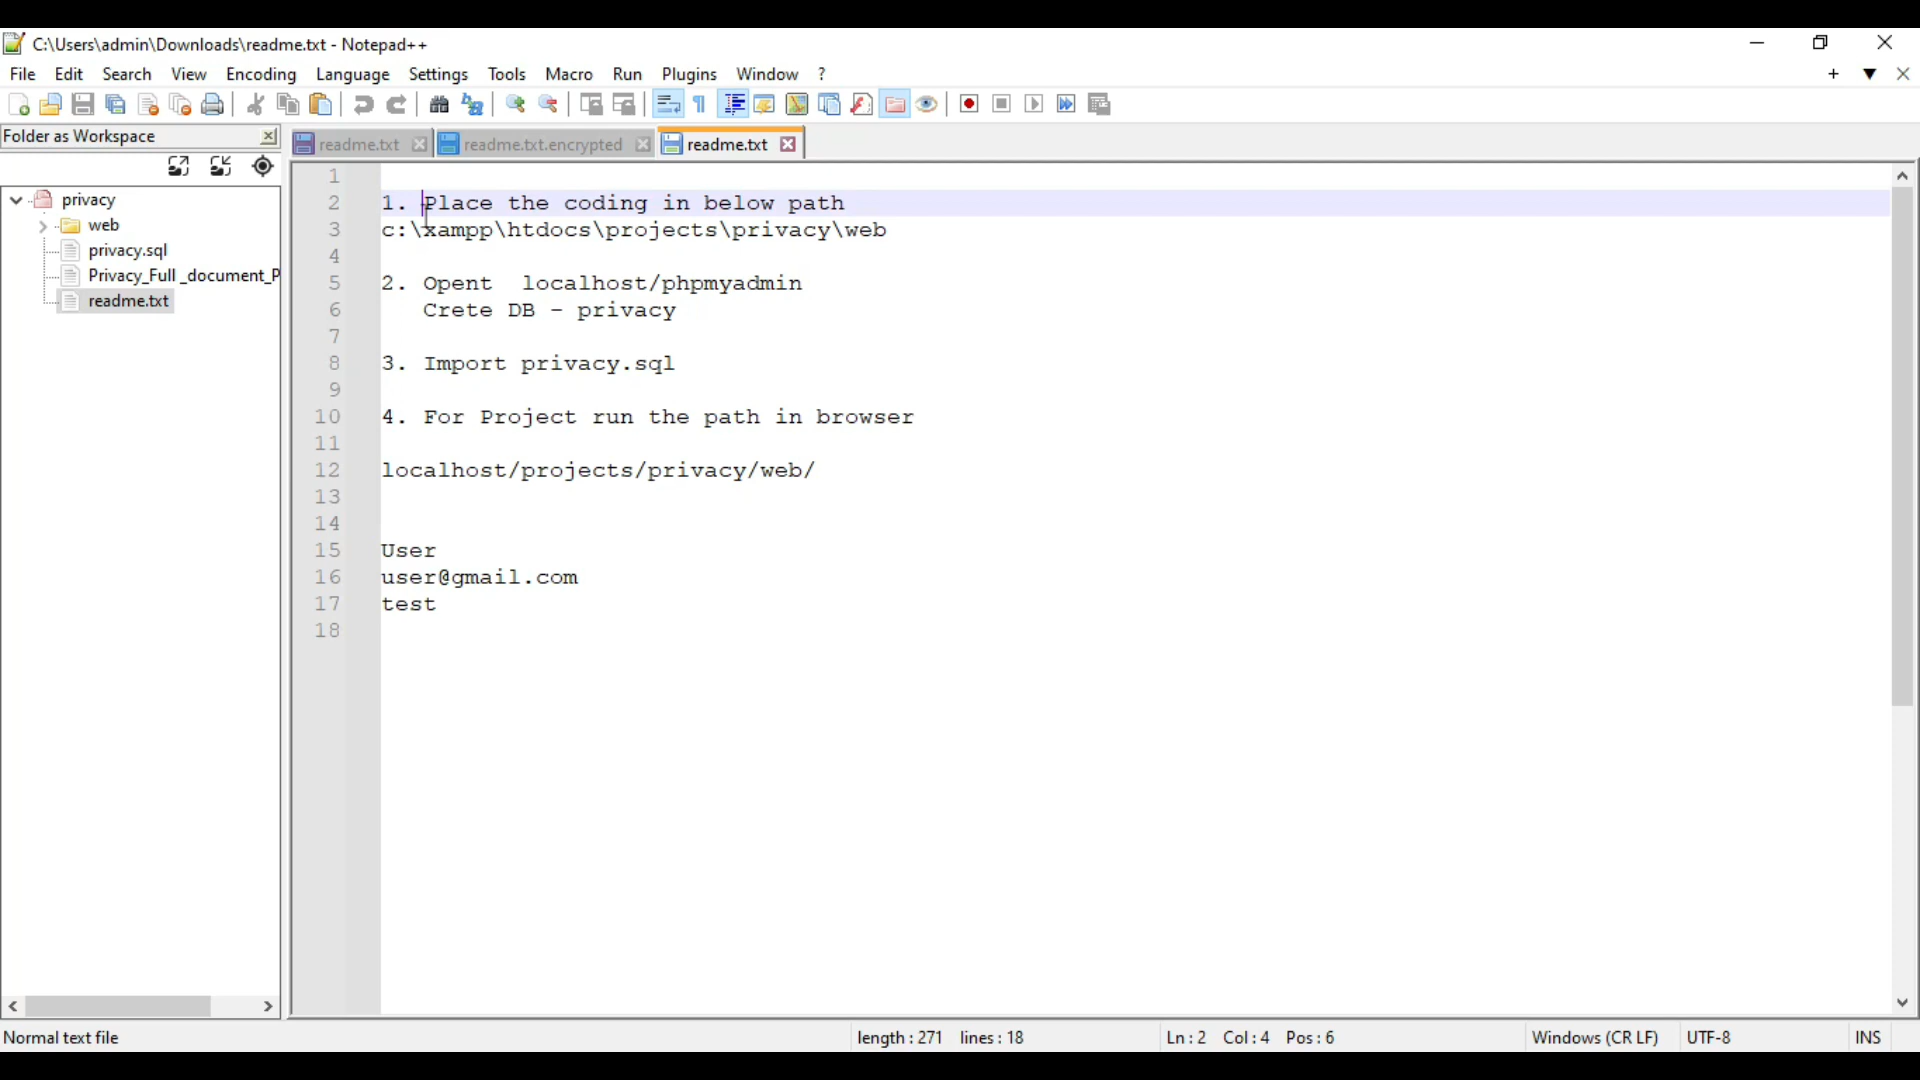 C:\Users\admin\Downloads\readme.txt - Notepad++
File Edit Search View Encoding Language Settings Tools Macro Run Plugins Window ?
Folder as Workspace
readme.txt readme.txt.encrypted readme.txt
privacy
web
privacy.sql
Privacy_Full _document_P
readme.txt
1
2 1. Place the coding in below path
3 c:\xampp\htdocs\projects\privacy\web
4
5 2. Opent  localhost/phpmyadmin
6 Crete DB - privacy
7
8 3. Import privacy.sql
9
10 4. For Project run the path in browser
11
12 localhost/projects/privacy/web/
13
14
15 User
16 user@gmail.com
17 test
18
Normal text file length : 271 lines : 18 Ln : 2 Col : 4 Pos : 6 Windows (CR LF) UTF-8 INS